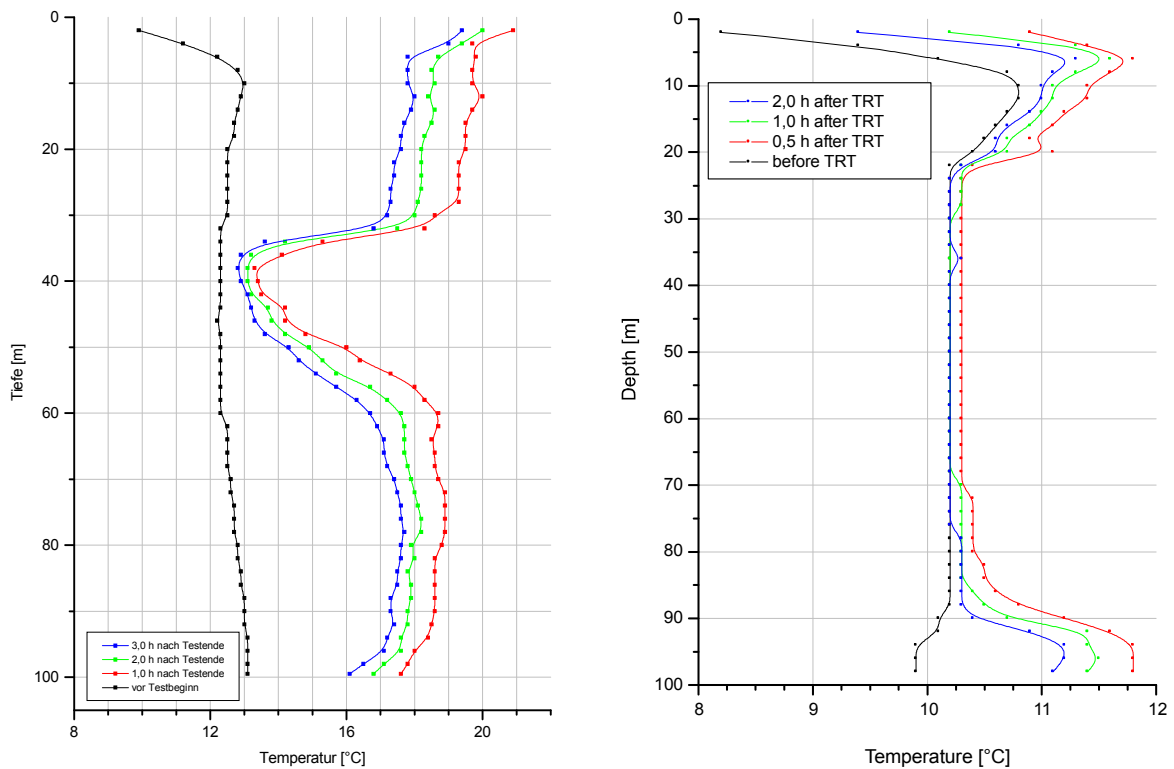 0
20
40
60
80
100
Tiefe [m]
8
12
16
20
Temperatur [°C]
3,0 h nach Testende
2,0 h nach Testende
1,0 h nach Testende
vor Testbeginn
0
10
20
30
40
50
60
70
80
90
100
Depth [m]
8
9
10
11
12
Temperature [°C]
2,0 h after TRT
1,0 h after TRT
0,5 h after TRT
before TRT